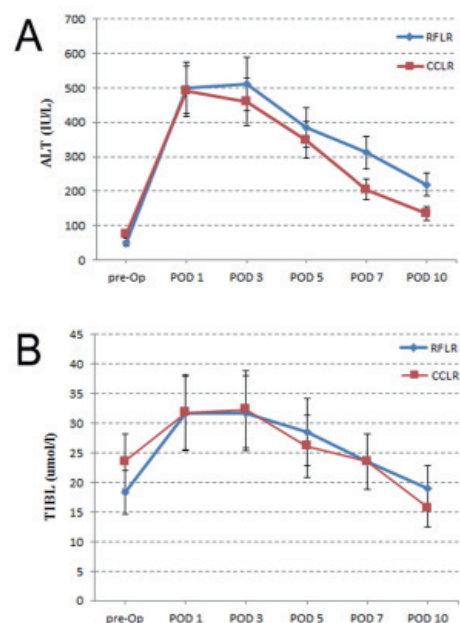 A
700
600
500
400
300
200
100
0
ALT (IU/L)
RFLR
CCLR
pre-Op POD 1 POD 3 POD 5 POD 7 POD 10
B
45
40
35
30
25
20
15
10
5
0
TIBL (umol/l)
RFLR
CCLR
pre-Op POD 1 POD 3 POD 5 POD 7 POD 10